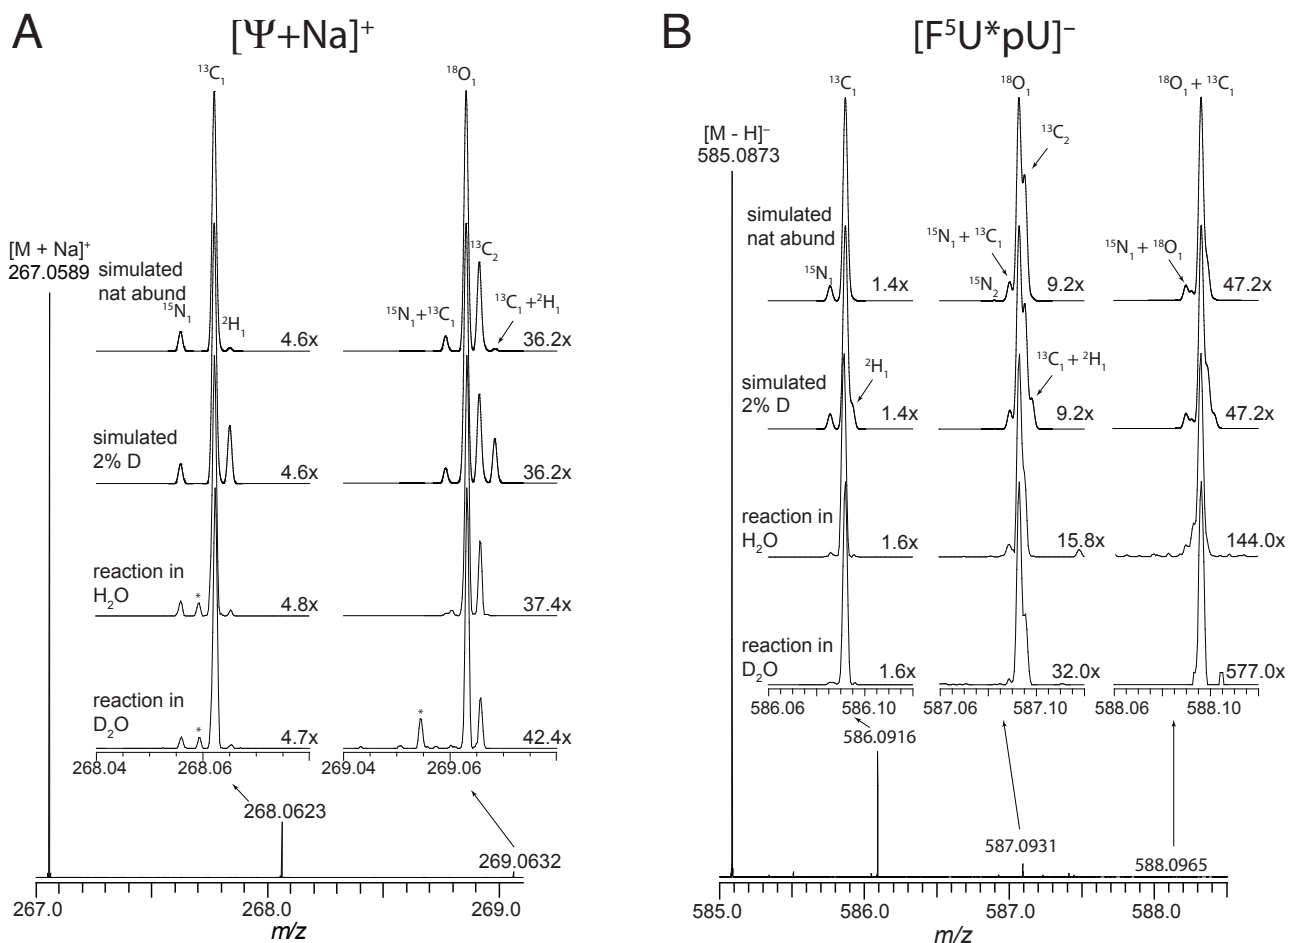 A
[Ψ+Na]⁺
¹³C₁
¹⁸O₁
[M + Na]⁺
267.0589
simulated
nat abund
¹⁵N₁
²H₁
4.6x
¹⁵N₁+¹³C₁
¹³C₂
¹³C₁ +²H₁
36.2x
simulated
2% D
4.6x
36.2x
reaction in
H₂O
*
4.8x
37.4x
reaction in
D₂O
*
4.7x
*
42.4x
268.04 268.06
269.04 269.06
268.0623
269.0632
267.0 268.0 269.0
m/z
B
[F⁵U*pU]⁻
¹³C₁
¹⁸O₁
¹⁸O₁ + ¹³C₁
[M - H]⁻
585.0873
¹³C₂
simulated
nat abund
¹⁵N₁
1.4x
¹⁵N₁ + ¹³C₁
¹⁵N₂
9.2x
¹⁵N₁ + ¹⁸O₁
47.2x
simulated
2% D
²H₁
1.4x
¹³C₁ + ²H₁
9.2x
47.2x
reaction in
H₂O
1.6x
15.8x
144.0x
reaction in
D₂O
1.6x
32.0x
577.0x
586.06 586.10
587.06 587.10
588.06 588.10
586.0916
587.0931
588.0965
585.0 586.0 587.0 588.0
m/z